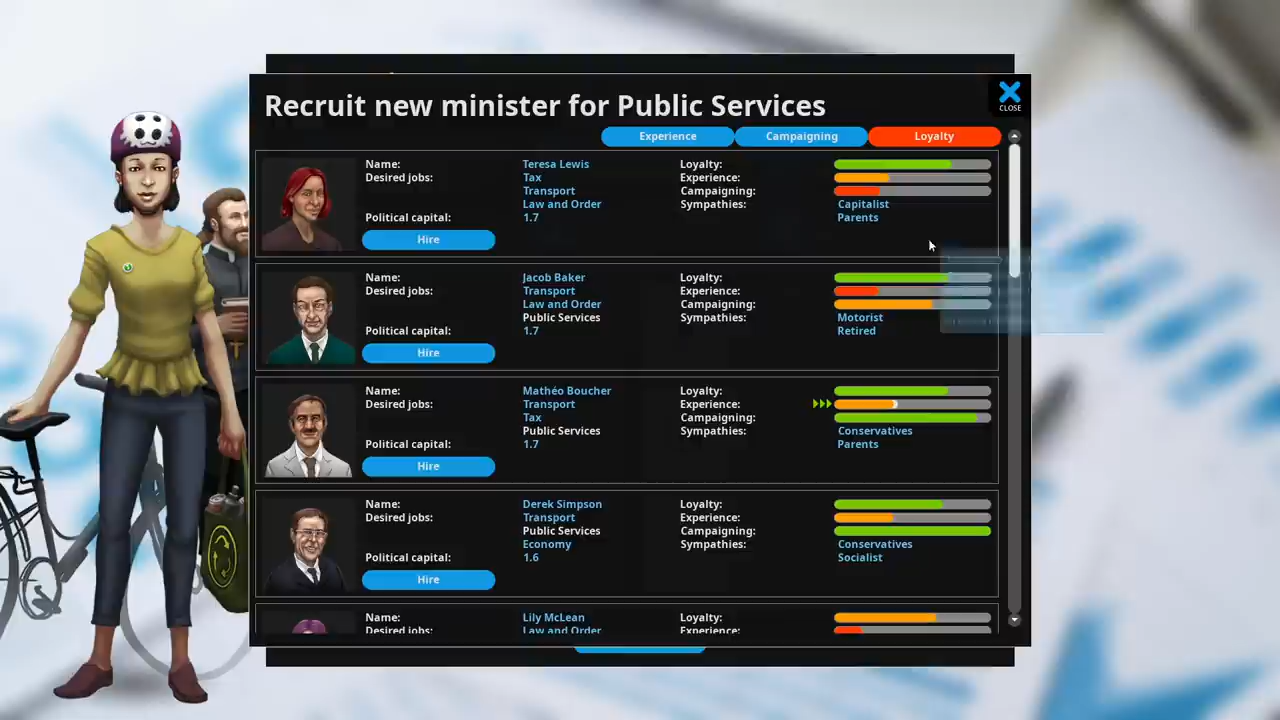 Recruit new minister for Public Services
CLOSE
Experience Campaigning Loyalty
Name: Teresa Lewis Loyalty:
Desired jobs: Tax Experience:
Transport Campaigning:
Law and Order Sympathies: Capitalist
Political capital: 1.7 Parents
Hire
Name: Jacob Baker Loyalty:
Desired jobs: Transport Experience:
Law and Order Campaigning:
Public Services Sympathies: Motorist
Political capital: 1.7 Retired
Hire
Name: Mathéo Boucher Loyalty:
Desired jobs: Transport Experience:
Tax Campaigning:
Public Services Sympathies: Conservatives
Political capital: 1.7 Parents
Hire
Name: Derek Simpson Loyalty:
Desired jobs: Transport Experience:
Public Services Campaigning:
Economy Sympathies: Conservatives
Political capital: 1.6 Socialist
Hire
Name: Lily McLean Loyalty:
Desired jobs: Law and Order Experience: